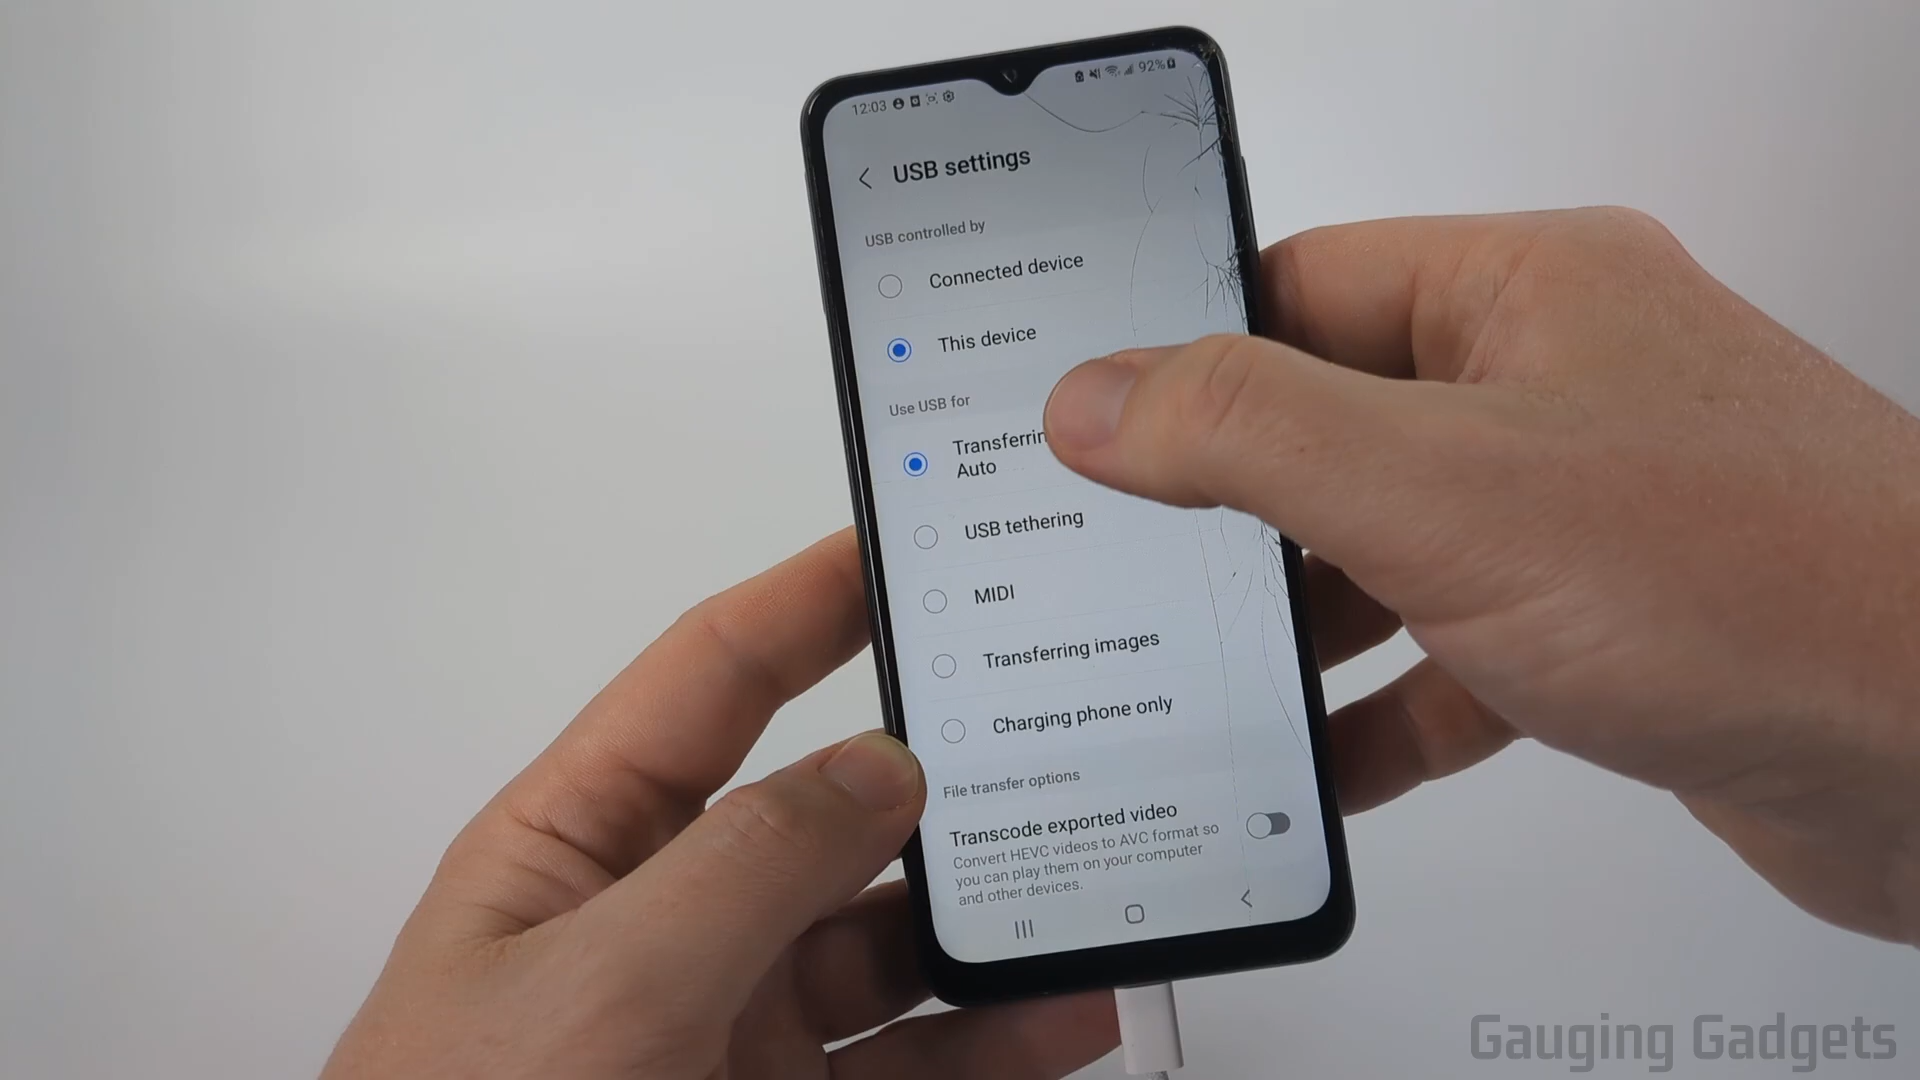 12:03
92%
USB settings
USB controlled by
Connected device
This device
Use USB for
Transferrin
Auto
USB tethering
MIDI
Transferring images
Charging phone only
File transfer options
Transcode exported video
Convert HEVC videos to AVC format so
you can play them on your computer
and other devices.
Gauging Gadgets